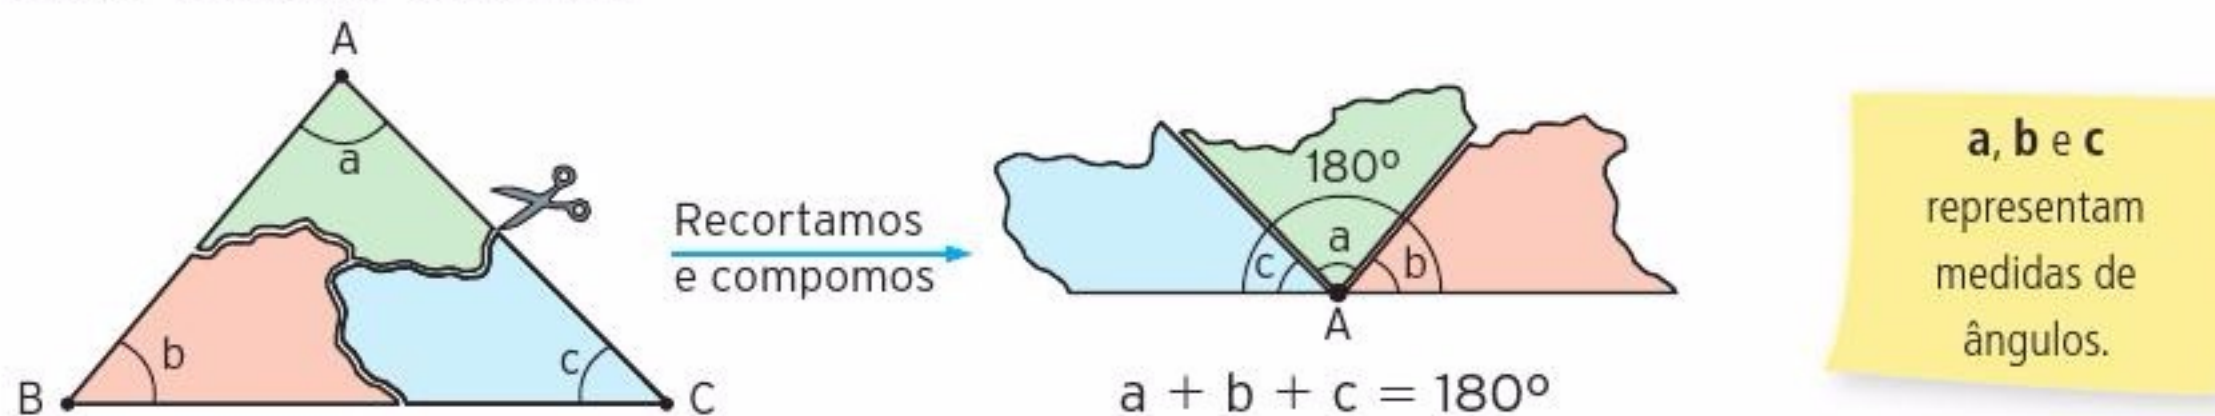 A
a
b
c
B
C
Recortamos
e compomos
180º
c
a
b
A
a + b + c = 180º
a, b e c
representam
medidas de
ângulos.